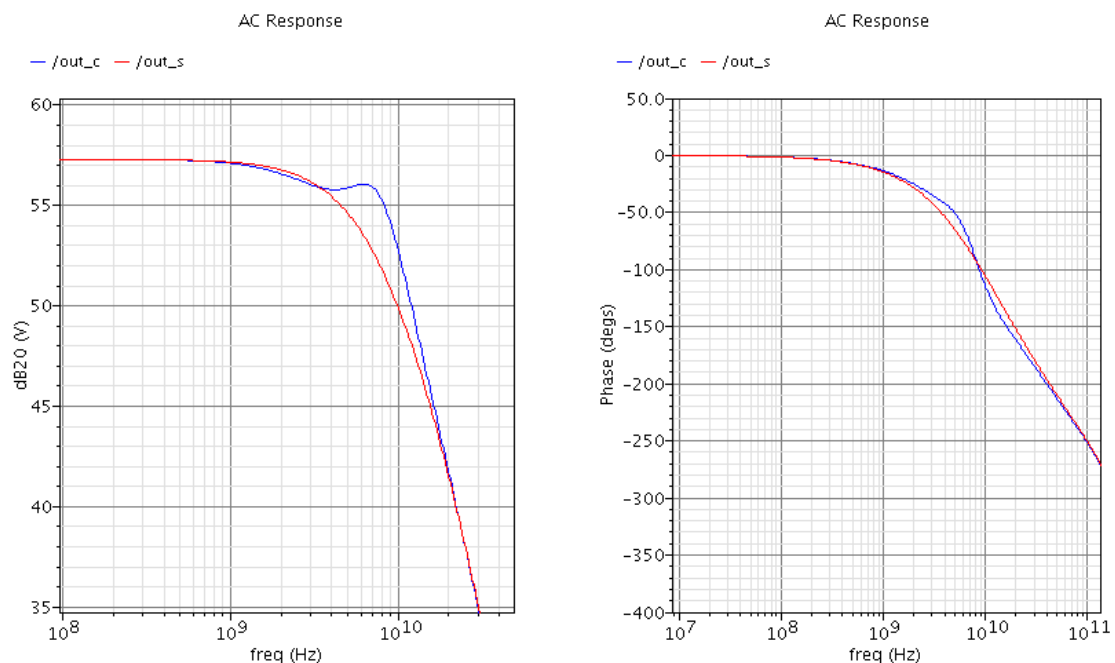 AC Response
/out_c /out_s
60
55
50
45
40
35
dB20 (V)
10^8 10^9 10^10
freq (Hz)
AC Response
/out_c /out_s
50.0
0
-50.0
-100
-150
-200
-250
-300
-350
-400
Phase (degs)
10^7 10^8 10^9 10^10 10^11
freq (Hz)